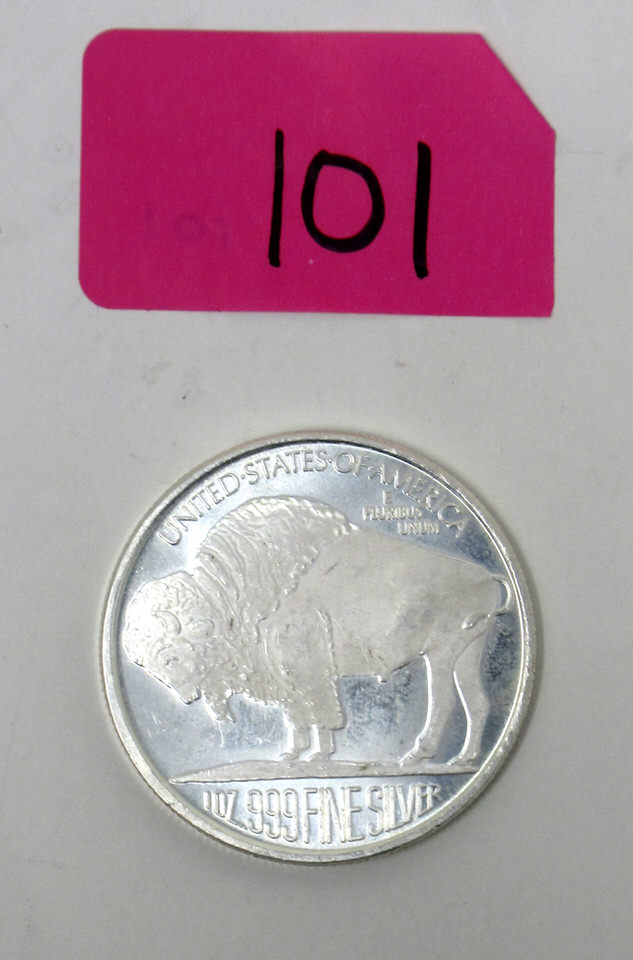 101
UNITED·STATES·OF·AMERICA
E
PLURIBUS
UNUM
1 OZ. 999 FINE SILVER